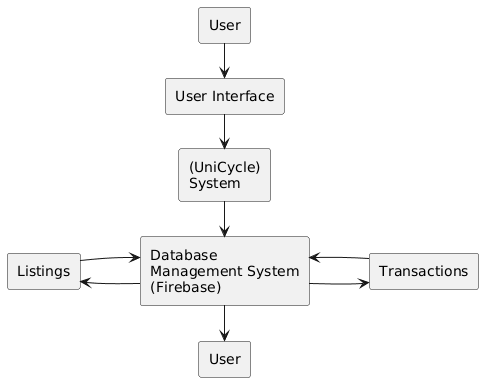 User
User Interface
(UniCycle)
System
Database
Management System
(Firebase)
Listings
Transactions
User